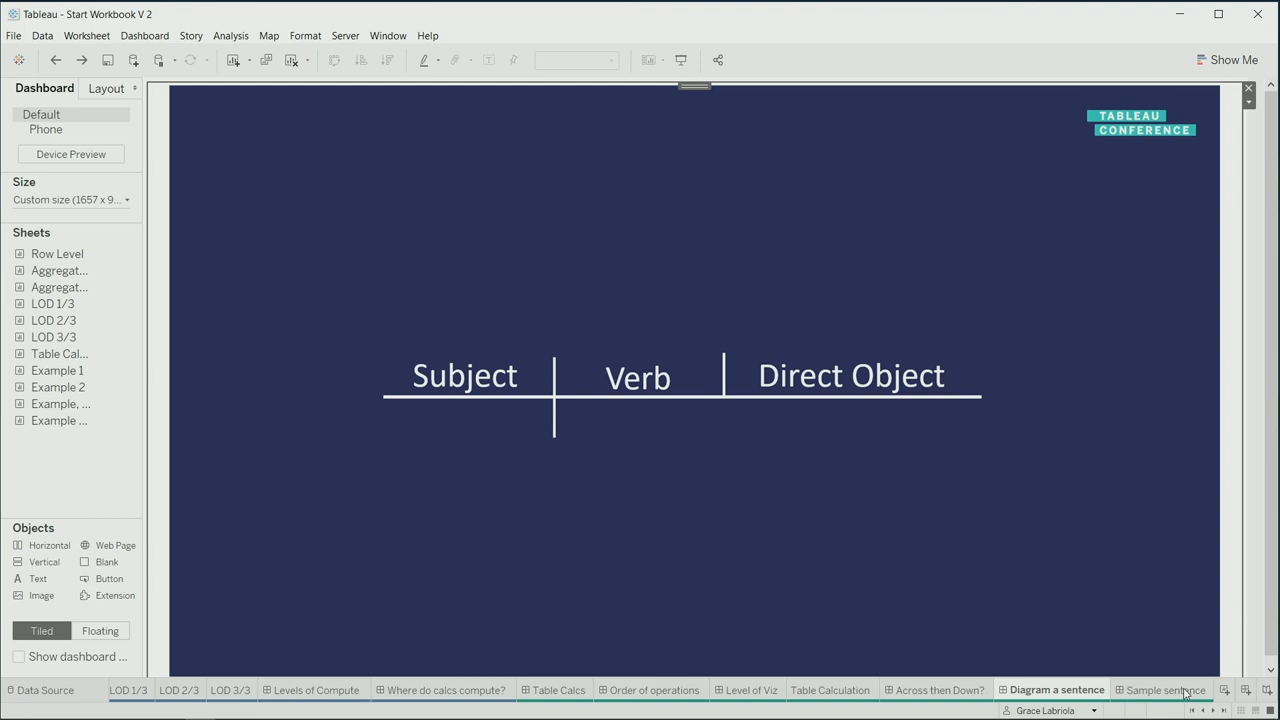 Tableau - Start Workbook V 2
File Data Worksheet Dashboard Story Analysis Map Format Server Window Help
Show Me
Dashboard Layout
Default
Phone
Device Preview
Size
Custom size (1657 x 9...
Sheets
Row Level
Aggregat...
Aggregat...
LOD 1/3
LOD 2/3
LOD 3/3
Table Cal...
Example 1
Example 2
Example, ...
Example ...
Objects
Horizontal Web Page
Vertical Blank
Text Button
Image Extension
Tiled Floating
Show dashboard ...
TABLEAU
CONFERENCE
Subject Verb Direct Object
Data Source LOD 1/3 LOD 2/3 LOD 3/3 Levels of Compute Where do calcs compute? Table Calcs Order of operations Level of Viz Table Calculation Across then Down? Diagram a sentence Sample sentence
Grace Labriola